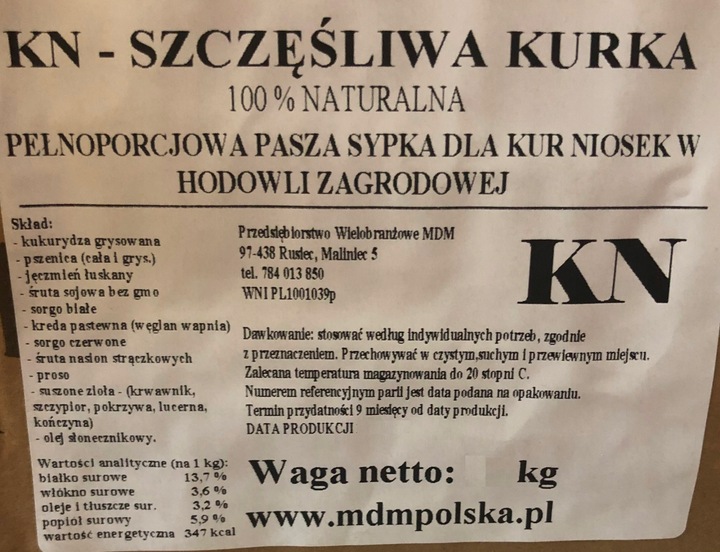 KN - SZCZĘŚLIWA KURKA
100 % NATURALNA
PEŁNOPORCJOWA PASZA SYPKA DLA KUR NIOSEK W
HODOWLI ZAGRODOWEJ
Skład:
- kukurydza grysowana
- pszenica (cała i grys.)
- jęczmień łuskany
- śruta sojowa bez gmo
- sorgo białe
- kreda pastewna (węglan wapnia)
- sorgo czerwone
- śruta nasion strączkowych
- proso
- suszone zioła - (krwawnik,
szczypior, pokrzywa, lucerna,
kończyna)
- olej słonecznikowy.
Przedsiębiorstwo Wielobranżowe MDM
97-438 Rusiec, Maliniec 5
tel. 784 013 850
WNI PL1001039p
KN
Dawkowanie: stosować według indywidualnych potrzeb, zgodnie
z przeznaczeniem. Przechowywać w czystym,suchym i przewiewnym miejscu.
Zalecana temperatura magazynowania do 20 stopni C.
Numerem referencyjnym partii jest data podana na opakowaniu.
Termin przydatności 9 miesięcy od daty produkcji.
DATA PRODUKCJI
Wartości analityczne (na 1 kg):
białko surowe 13,7 %
włókno surowe 3,6 %
oleje i tłuszcze sur. 3,2 %
popiół surowy 5,9 %
wartość energetyczna 347 kcal
Waga netto: kg
www.mdmpolska.pl